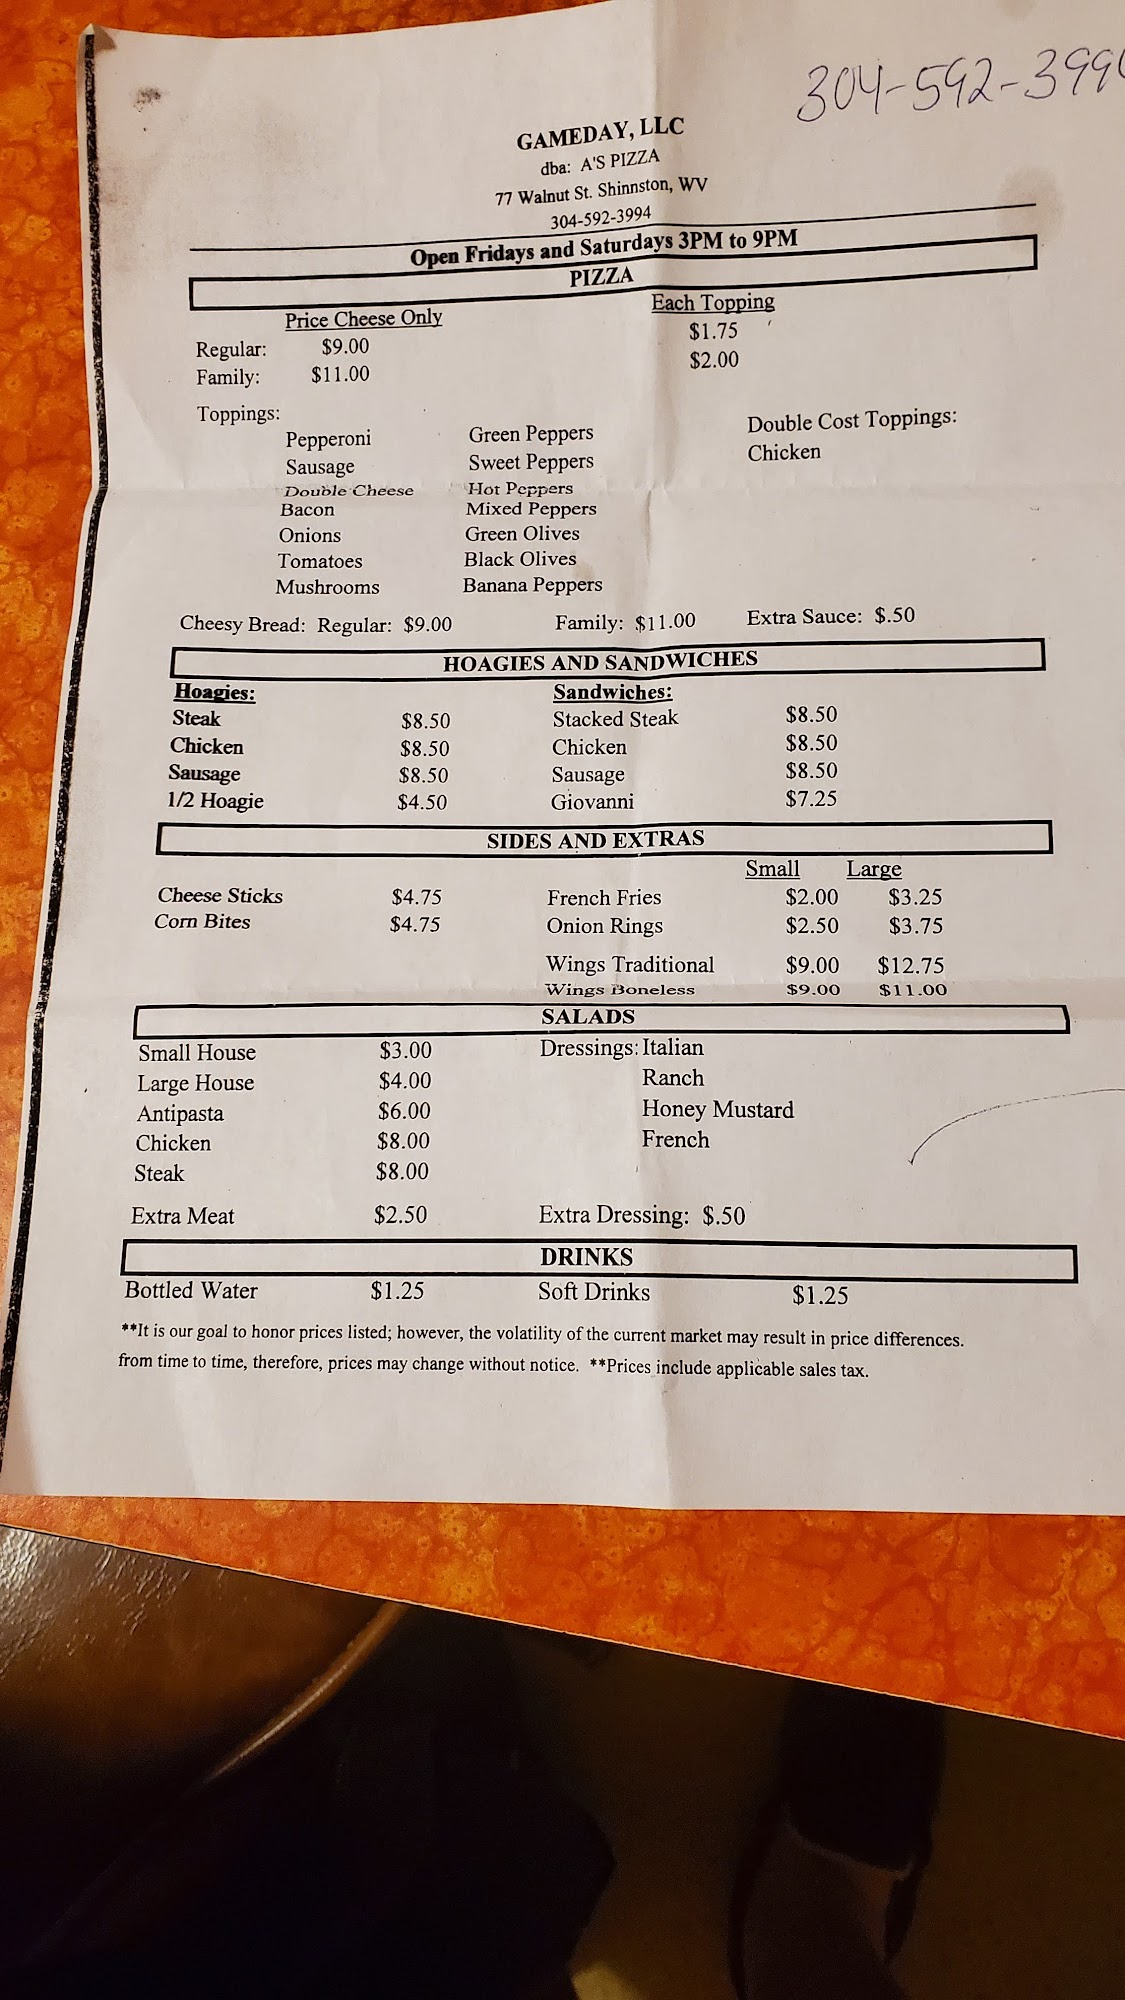 304-592-399
GAMEDAY, LLC
dba: A'S PIZZA
77 Walnut St. Shinnston, WV
304-592-3994
Open Fridays and Saturdays 3PM to 9PM
PIZZA
Price Cheese Only Each Topping
Regular: $9.00 $1.75
Family: $11.00 $2.00
Toppings: Double Cost Toppings:
Pepperoni Green Peppers Chicken
Sausage Sweet Peppers
Double Cheese Hot Peppers
Bacon Mixed Peppers
Onions Green Olives
Tomatoes Black Olives
Mushrooms Banana Peppers
Cheesy Bread: Regular: $9.00 Family: $11.00 Extra Sauce: $.50
HOAGIES AND SANDWICHES
Hoagies: Sandwiches:
Steak $8.50 Stacked Steak $8.50
Chicken $8.50 Chicken $8.50
Sausage $8.50 Sausage $8.50
1/2 Hoagie $4.50 Giovanni $7.25
SIDES AND EXTRAS
Small Large
Cheese Sticks $4.75 French Fries $2.00 $3.25
Corn Bites $4.75 Onion Rings $2.50 $3.75
Wings Traditional $9.00 $12.75
Wings Boneless $9.00 $11.00
SALADS
Small House $3.00 Dressings: Italian
Large House $4.00 Ranch
Antipasta $6.00 Honey Mustard
Chicken $8.00 French
Steak $8.00
Extra Meat $2.50 Extra Dressing: $.50
DRINKS
Bottled Water $1.25 Soft Drinks $1.25
**It is our goal to honor prices listed; however, the volatility of the current market may result in price differences.
from time to time, therefore, prices may change without notice. **Prices include applicable sales tax.